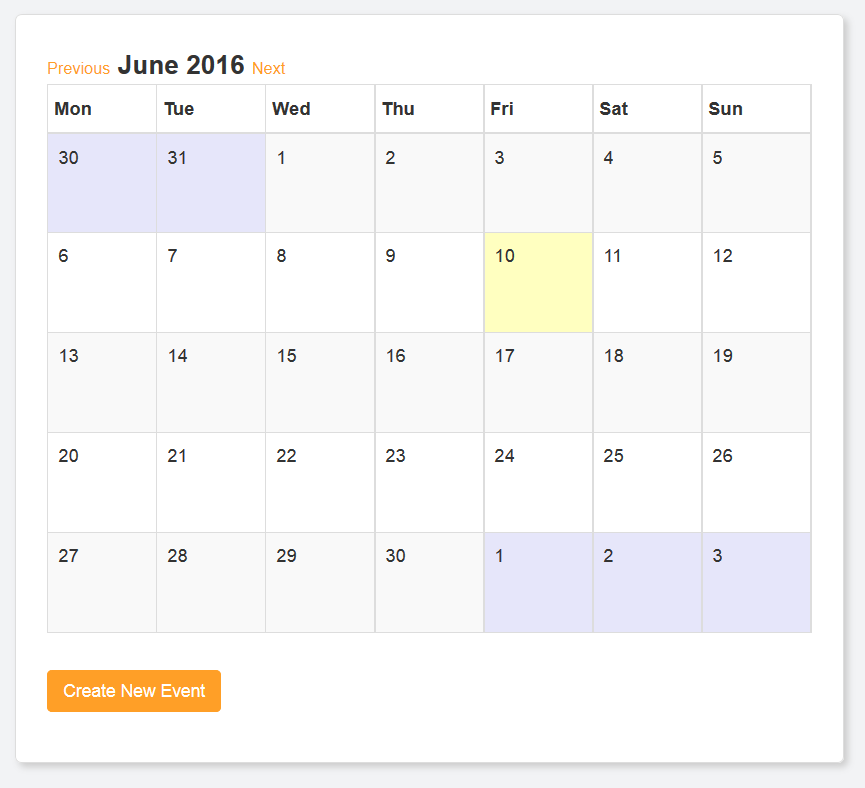 Previous June 2016 Next
Mon Tue Wed Thu Fri Sat Sun
30 31 1 2 3 4 5
6 7 8 9 10 11 12
13 14 15 16 17 18 19
20 21 22 23 24 25 26
27 28 29 30 1 2 3
Create New Event